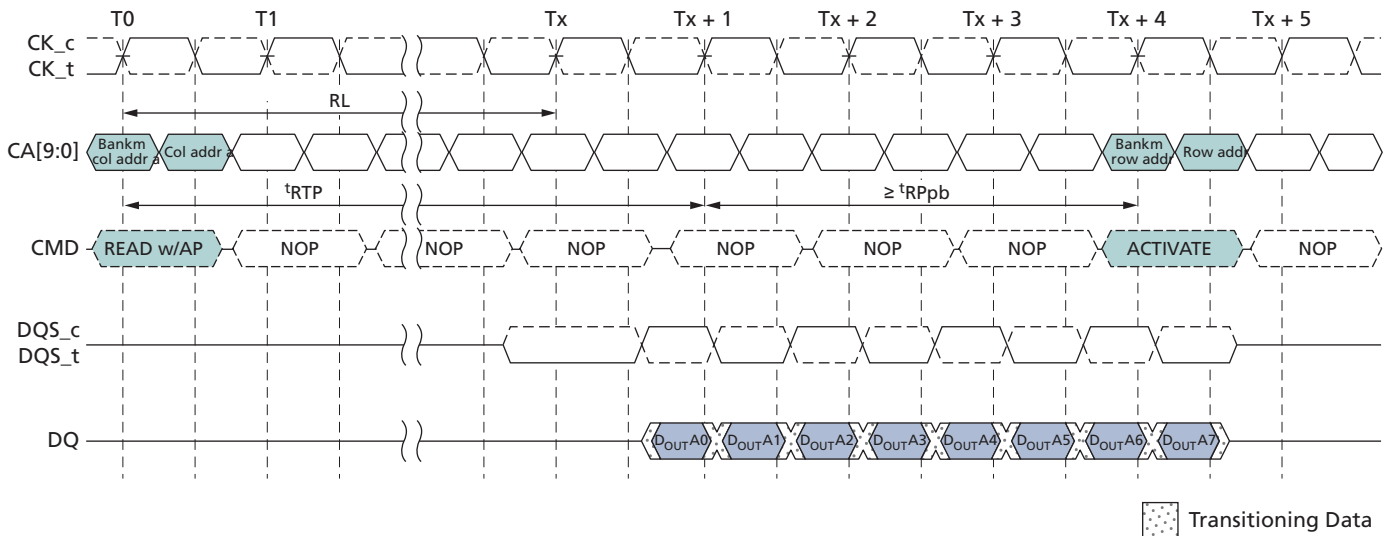 T0 T1 Tx Tx + 1 Tx + 2 Tx + 3 Tx + 4 Tx + 5
CK_c
CK_t
RL
CA[9:0] Bankm col addr a Col addr a Bankm row addr Row addr
tRTP ≥ tRPpb
CMD READ w/AP NOP NOP NOP NOP NOP NOP ACTIVATE NOP
DQS_c
DQS_t
DQ DOUTA0 DOUTA1 DOUTA2 DOUTA3 DOUTA4 DOUTA5 DOUTA6 DOUTA7
Transitioning Data